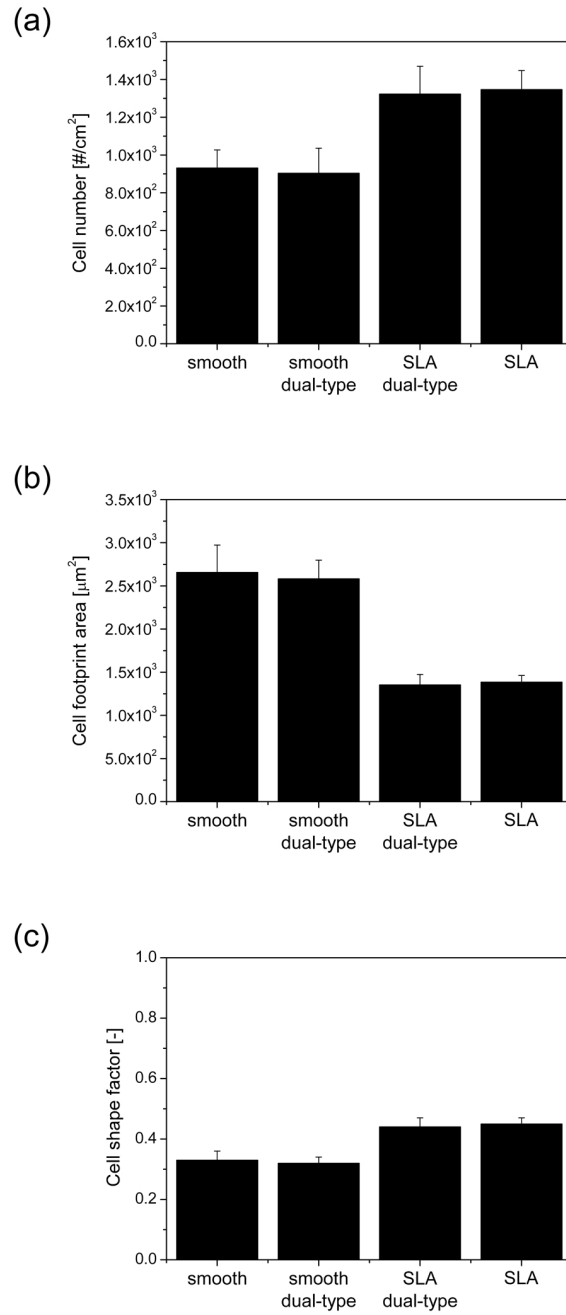 (a)
Cell number [#/cm²]
1.6x10³
1.4x10³
1.2x10³
1.0x10³
8.0x10²
6.0x10²
4.0x10²
2.0x10²
0.0
smooth
smooth
dual-type
SLA
dual-type
SLA
(b)
Cell footprint area [μm²]
3.5x10³
3.0x10³
2.5x10³
2.0x10³
1.5x10³
1.0x10³
5.0x10²
0.0
smooth
smooth
dual-type
SLA
dual-type
SLA
(c)
Cell shape factor [-]
1.0
0.8
0.6
0.4
0.2
0.0
smooth
smooth
dual-type
SLA
dual-type
SLA